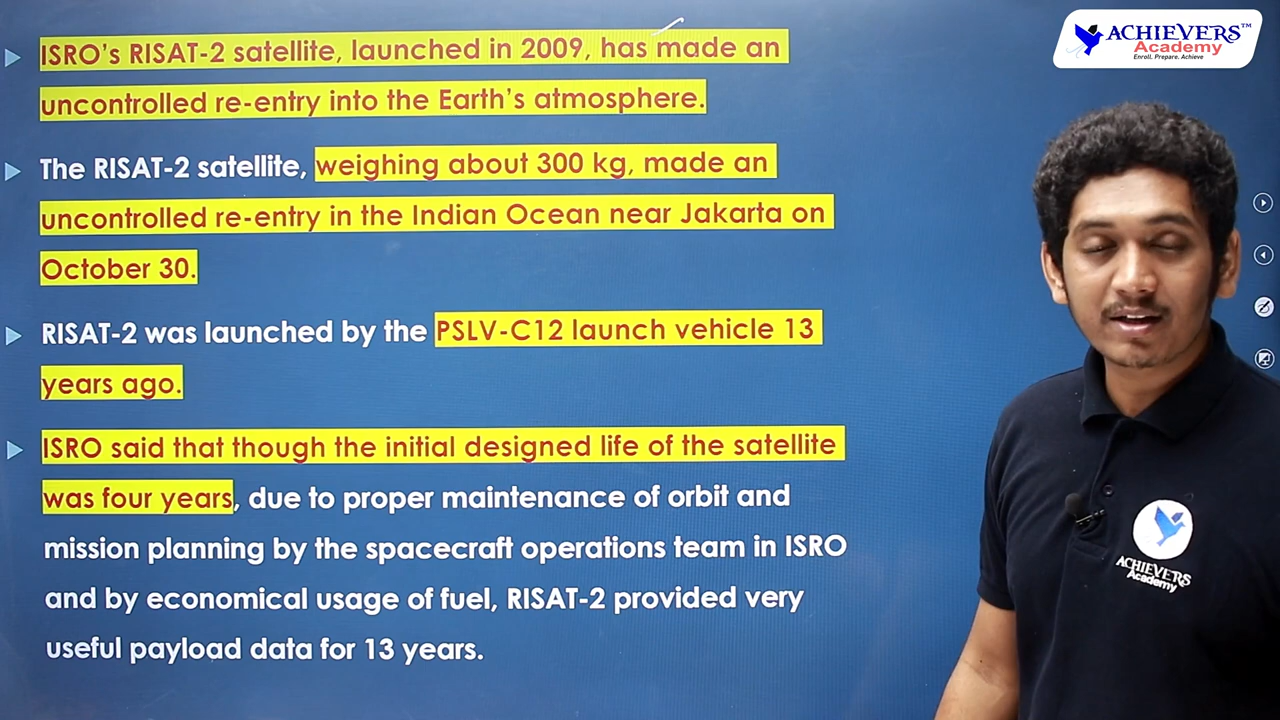 ACHIEVERS™
Academy
Enroll. Prepare. Achieve
ISRO's RISAT-2 satellite, launched in 2009, has made an
uncontrolled re-entry into the Earth's atmosphere.
The RISAT-2 satellite, weighing about 300 kg, made an
uncontrolled re-entry in the Indian Ocean near Jakarta on
October 30.
RISAT-2 was launched by the PSLV-C12 launch vehicle 13
years ago.
ISRO said that though the initial designed life of the satellite
was four years, due to proper maintenance of orbit and
mission planning by the spacecraft operations team in ISRO
and by economical usage of fuel, RISAT-2 provided very
useful payload data for 13 years.
ACHIEVERS
Academy